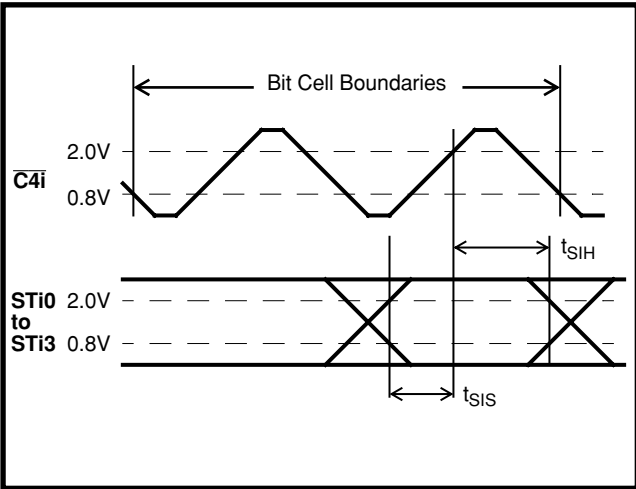 Bit Cell Boundaries
2.0V
C4i
0.8V
tSIH
STi0 2.0V
to
STi3 0.8V
tSIS